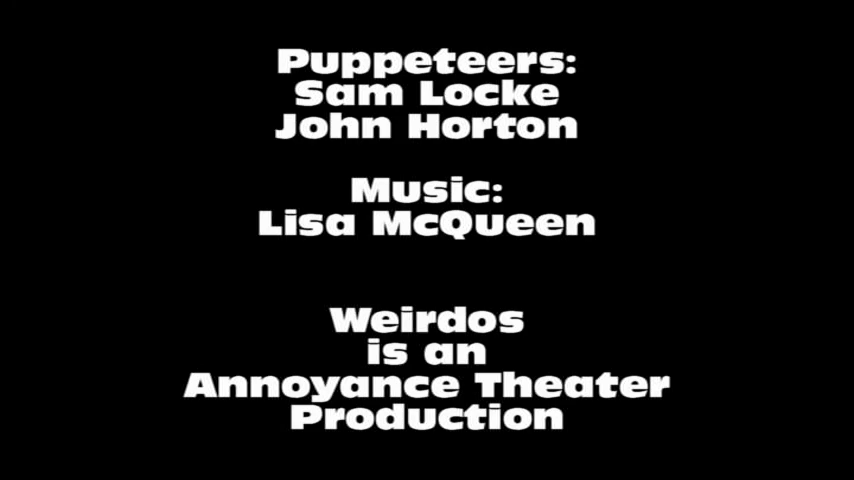 Puppeteers:
Sam Locke
John Horton
Music:
Lisa McQueen
Weirdos
is an
Annoyance Theater
Production